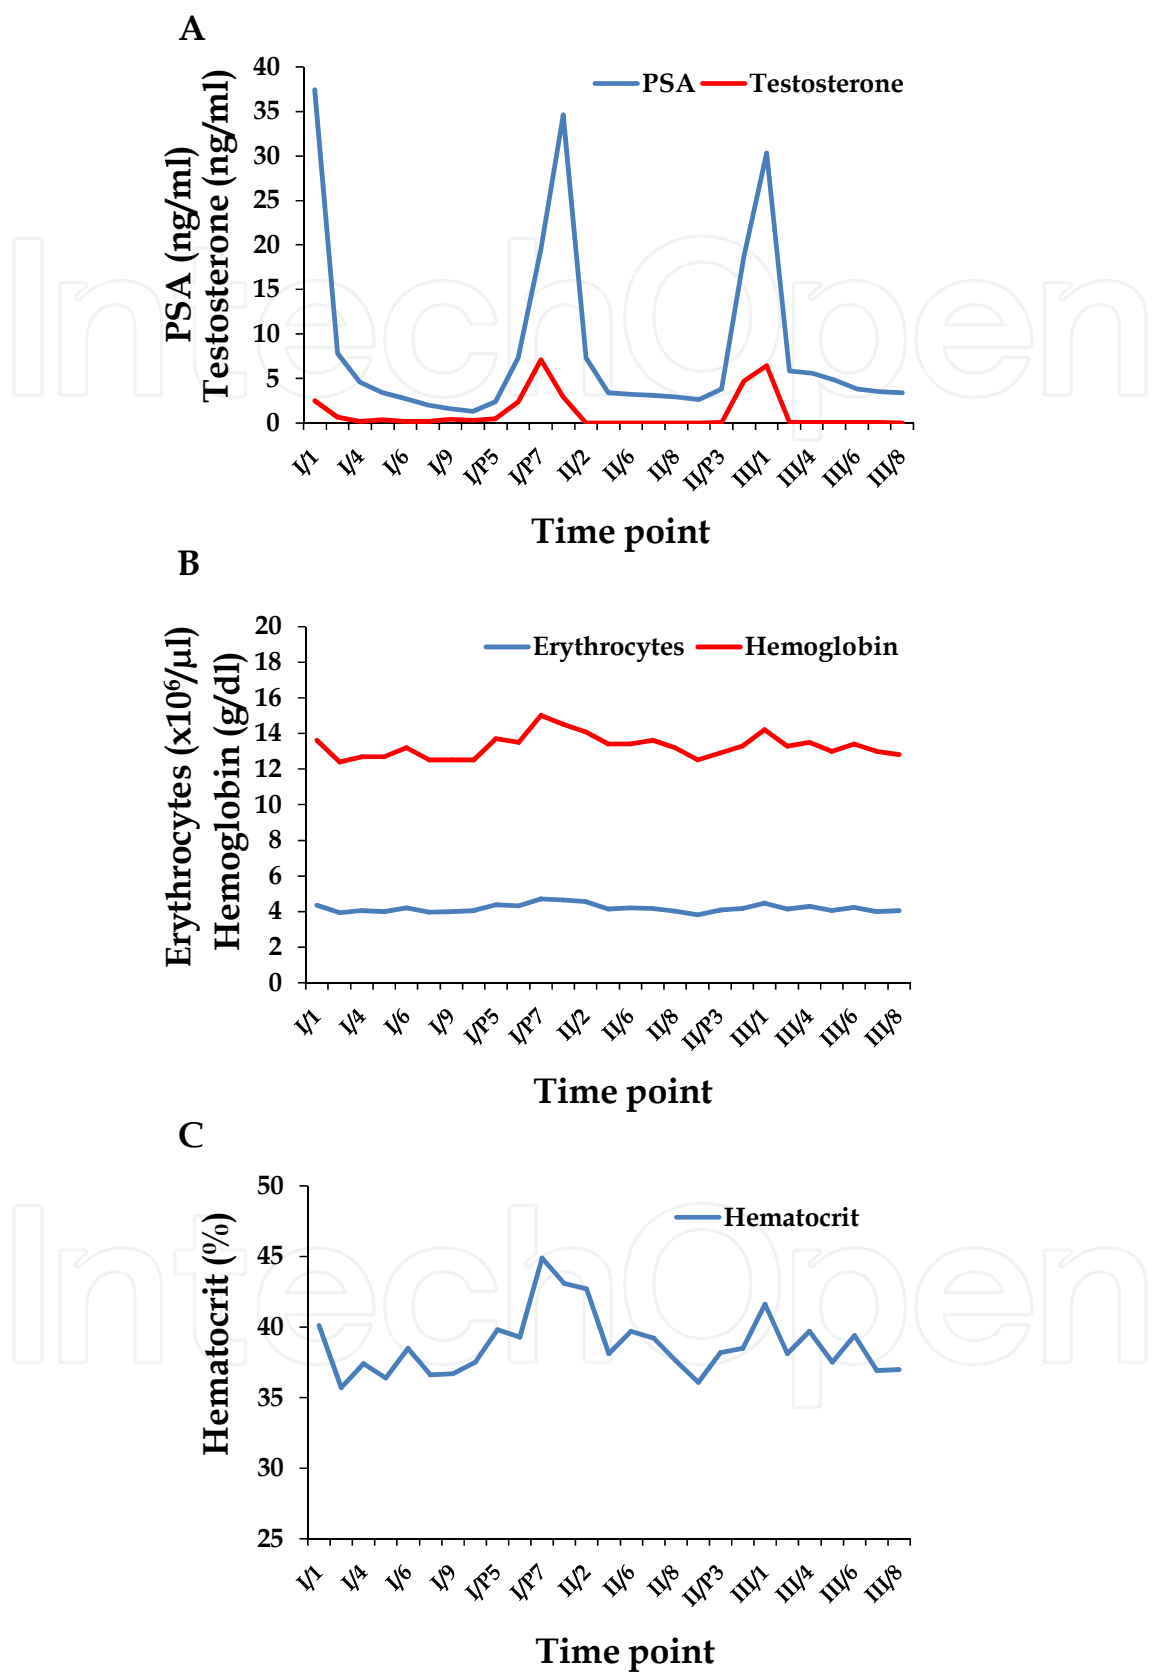 A
PSA (ng/ml)
Testosterone (ng/ml)
40
35
30
25
20
15
10
5
0
PSA
Testosterone
I/1
I/4
I/6
I/9
I/P5
I/P7
II/2
II/6
II/8
II/P3
III/1
III/4
III/6
III/8
Time point
B
Erythrocytes (x10⁶/µl)
Hemoglobin (g/dl)
20
18
16
14
12
10
8
6
4
2
0
Erythrocytes
Hemoglobin
I/1
I/4
I/6
I/9
I/P5
I/P7
II/2
II/6
II/8
II/P3
III/1
III/4
III/6
III/8
Time point
C
Hematocrit (%)
50
45
40
35
30
25
Hematocrit
I/1
I/4
I/6
I/9
I/P5
I/P7
II/2
II/6
II/8
II/P3
III/1
III/4
III/6
III/8
Time point
IntechOpen
IntechOpen